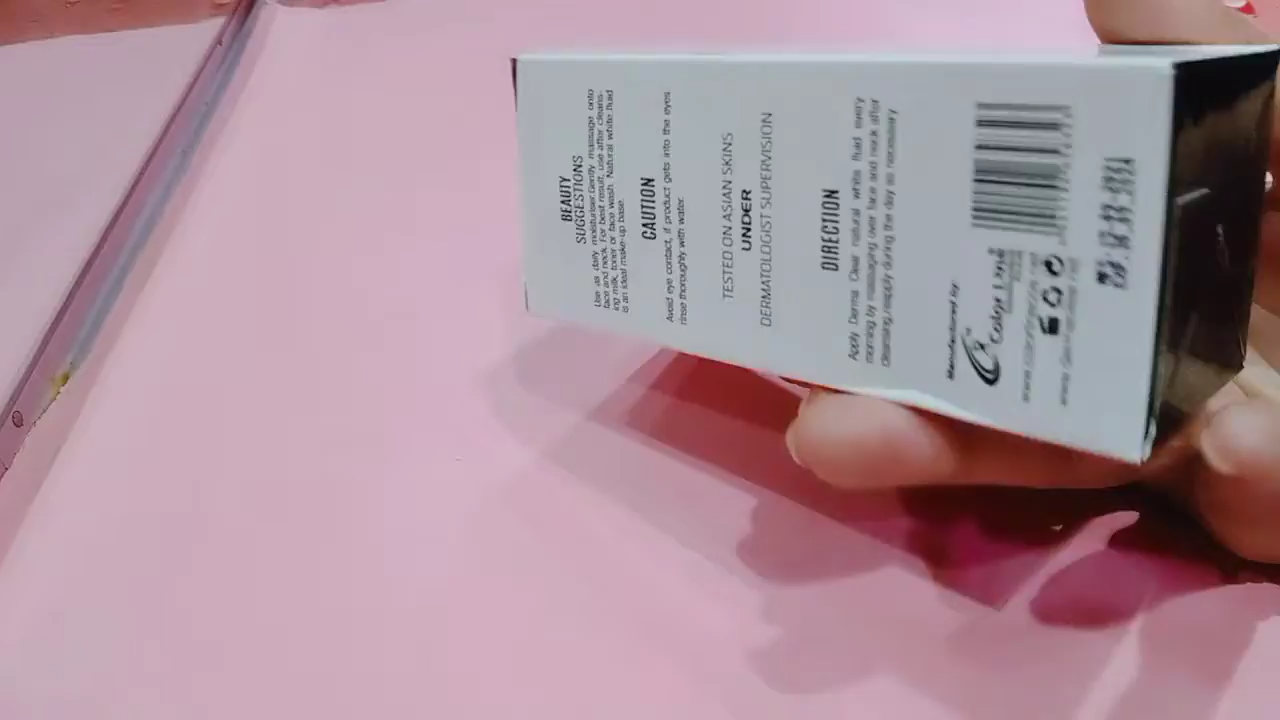 BEAUTY
SUGGESTIONS
Use as daily moisturiser.Gently massage onto
face and neck. For best result, use after cleans-
ing milk, toner or face wash. Natural white fluid
is an ideal make-up base.
CAUTION
Avoid eye contact, if product gets into the eyes
rinse thoroughly with water.
TESTED ON ASIAN SKINS
UNDER
DERMATOLOGIST SUPERVISION
DIRECTION
Apply Derma Clear natural white fluid every
morning by massaging over face and neck after
cleansing,reapply during the day as necessary
Manufactured by: